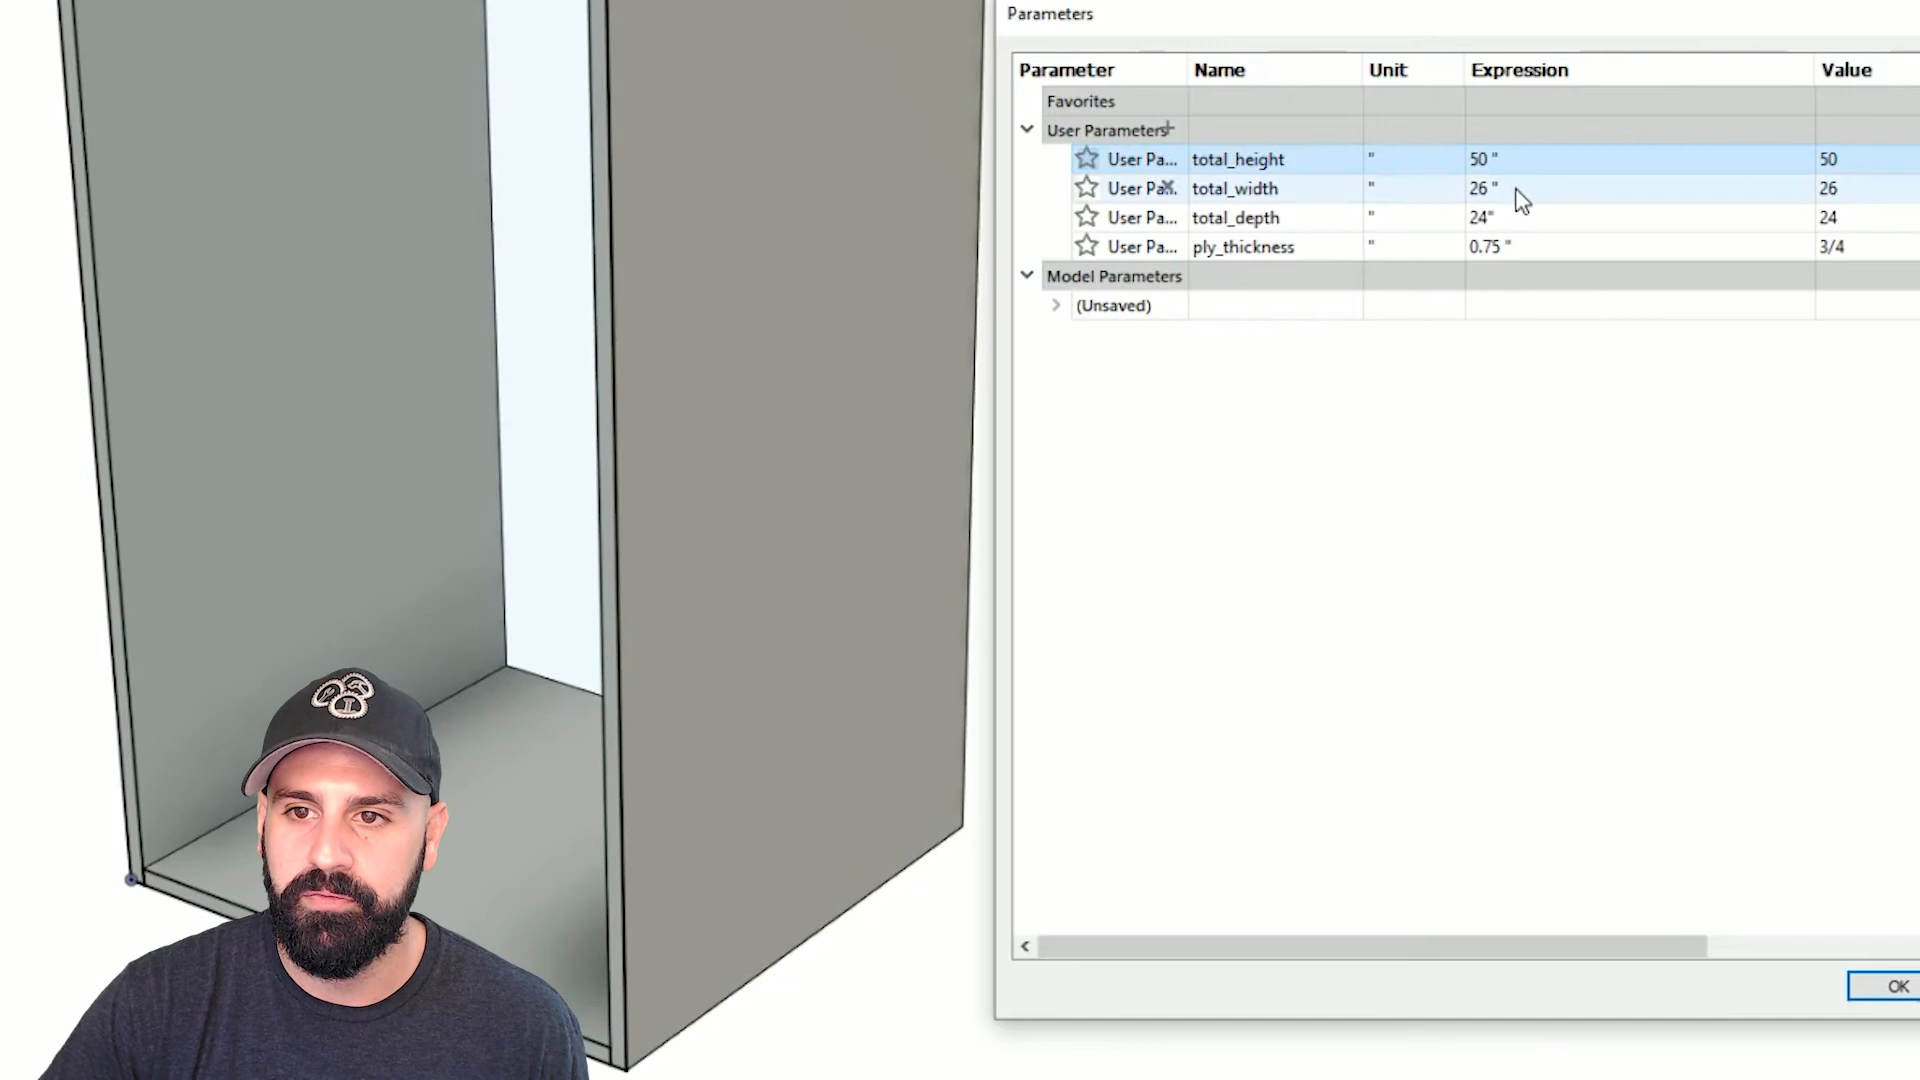 Parameters
Parameter Name Unit Expression Value
Favorites
User Parameters
User Pa... total_height " 50 " 50
User Pa... total_width " 26 " 26
User Pa... total_depth " 24" 24
User Pa... ply_thickness " 0.75 " 3/4
Model Parameters
(Unsaved)
OK